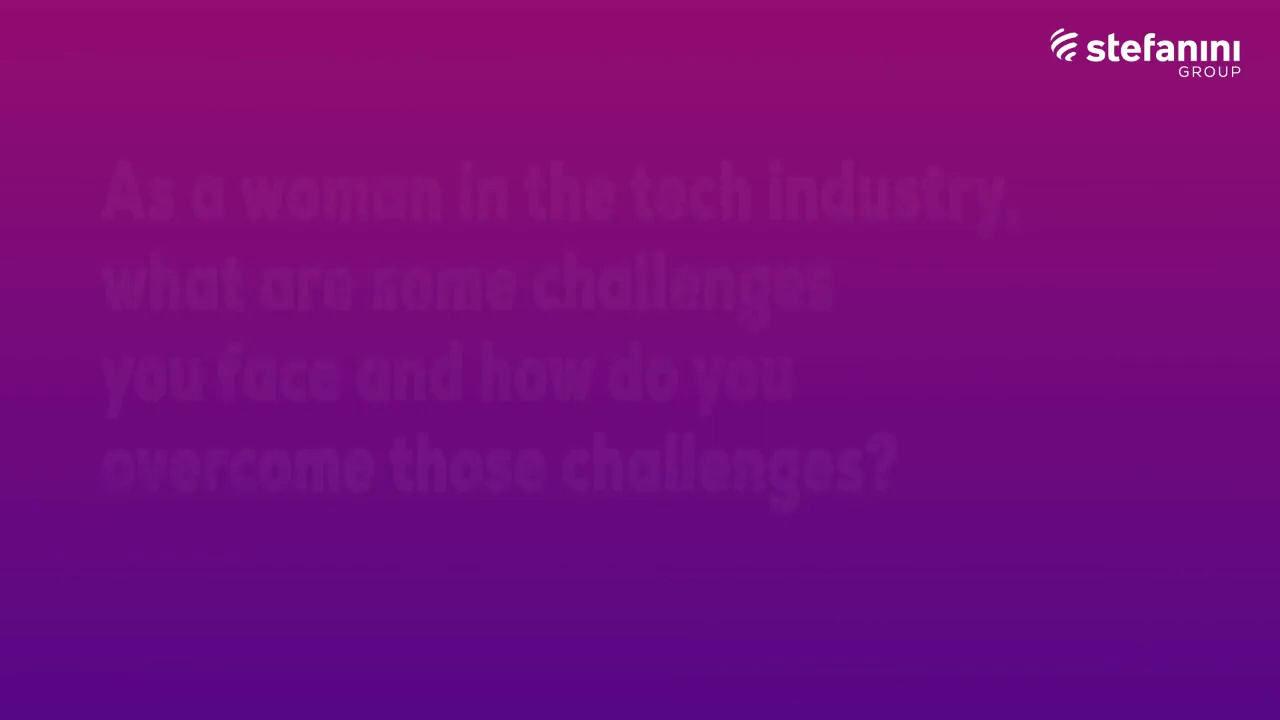 stefanini
GROUP
As a woman in the tech industry,
what are some challenges
you face and how do you
overcome those challenges?